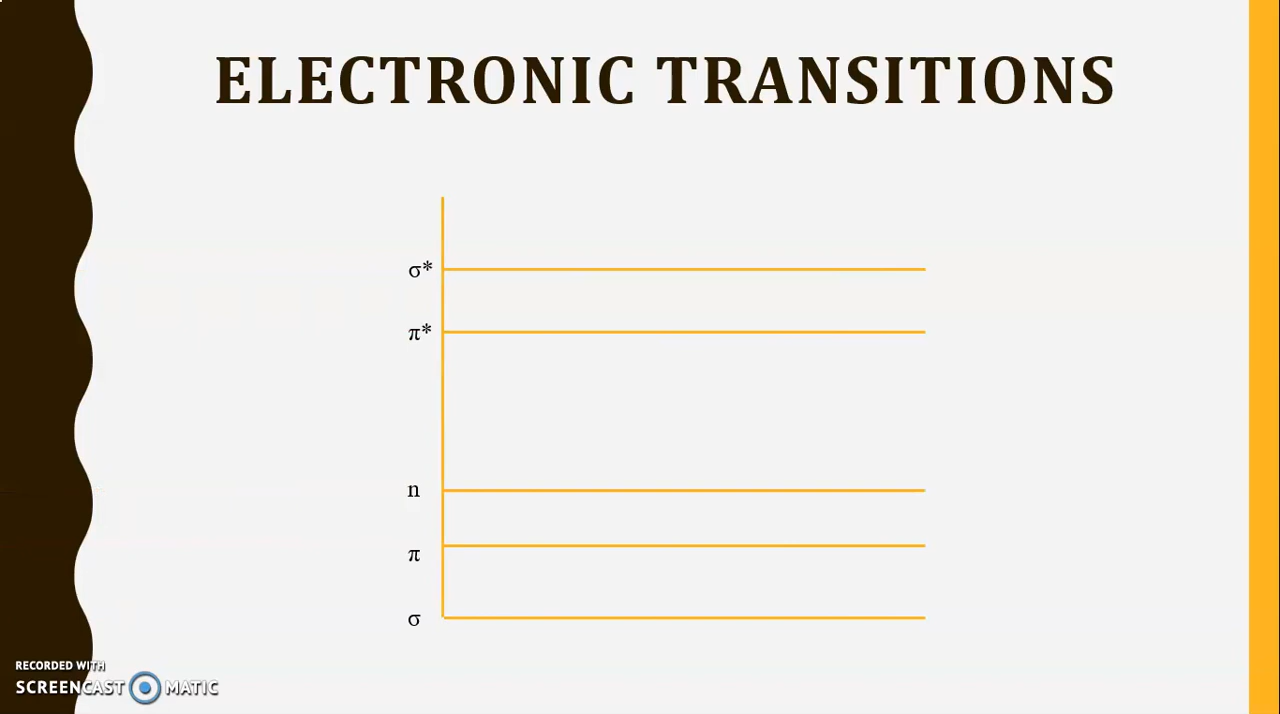 ELECTRONIC TRANSITIONS
σ*
π*
n
π
σ
RECORDED WITH
SCREENCAST MATIC